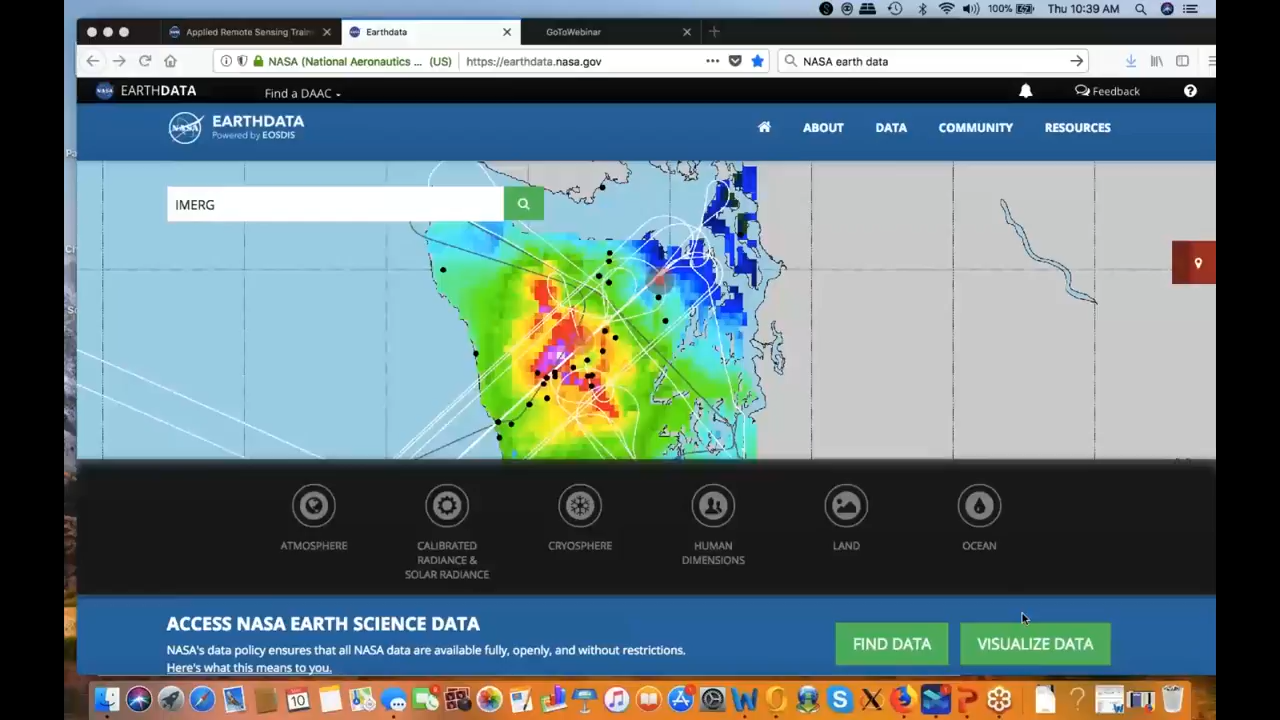 100% Thu 10:39 AM
Applied Remote Sensing Train
Earthdata
GoToWebinar
NASA (National Aeronautics ... (US)
https://earthdata.nasa.gov
NASA earth data
EARTHDATA
Find a DAAC
Feedback
EARTHDATA
Powered by EOSDIS
ABOUT
DATA
COMMUNITY
RESOURCES
IMERG
ATMOSPHERE
CALIBRATED
RADIANCE &
SOLAR RADIANCE
CRYOSPHERE
HUMAN
DIMENSIONS
LAND
OCEAN
ACCESS NASA EARTH SCIENCE DATA
NASA's data policy ensures that all NASA data are available fully, openly, and without restrictions.
Here's what this means to you.
FIND DATA
VISUALIZE DATA
10